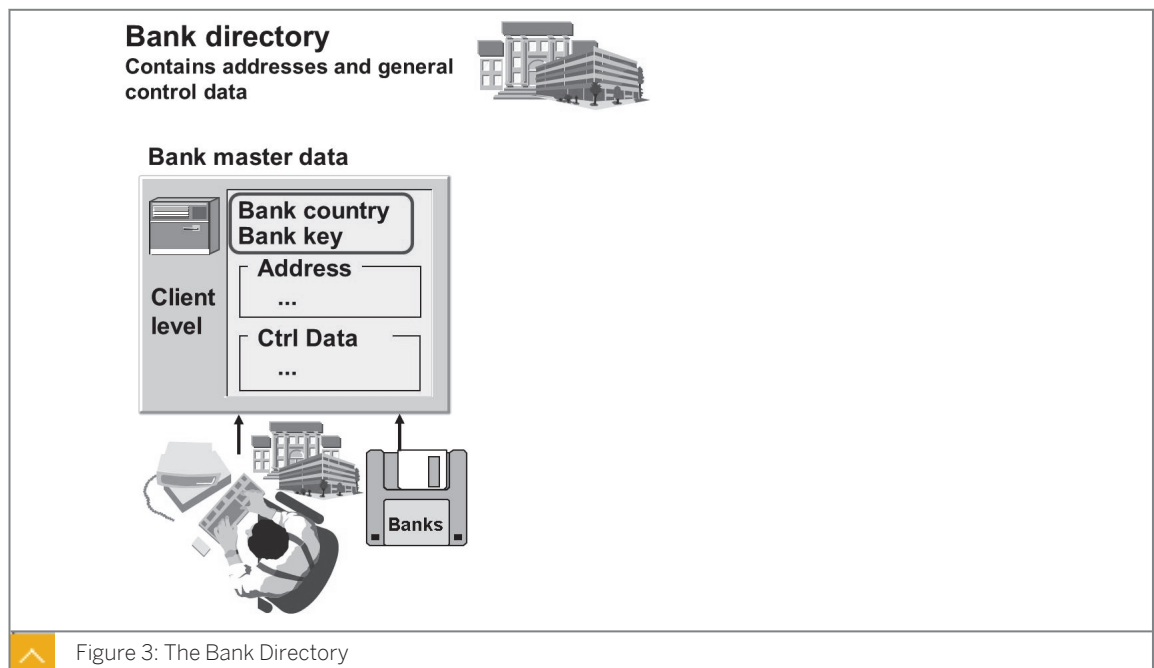 Bank directory
Contains addresses and general
control data
Bank master data
Bank country
Bank key
Address
...
Client
level
Ctrl Data
...
Banks
Figure 3: The Bank Directory